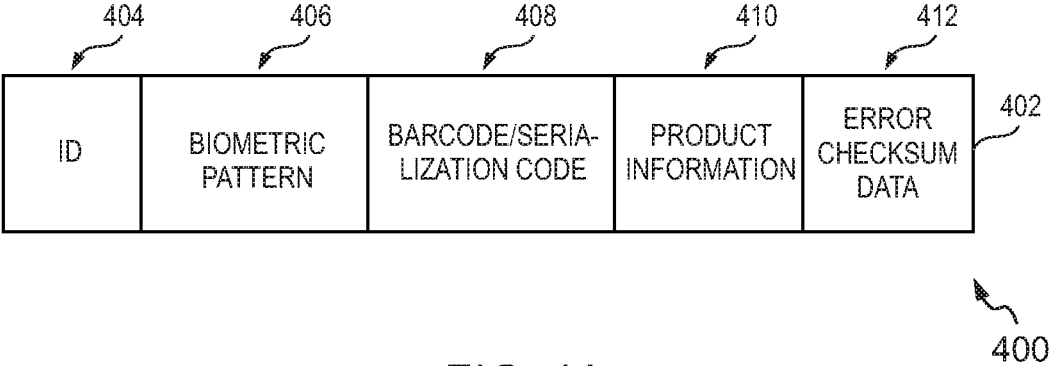 404 406 408 410 412
ID
BIOMETRIC
PATTERN
BARCODE/SERIA-
LIZATION CODE
PRODUCT
INFORMATION
ERROR
CHECKSUM
DATA
402
400